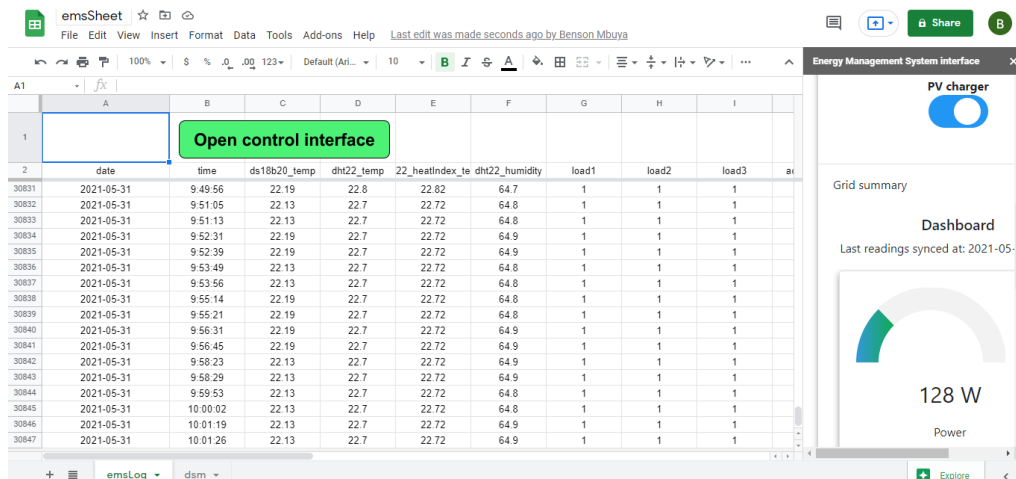 emsSheet
File Edit View Insert Format Data Tools Add-ons Help Last edit was made seconds ago by Benson Mbuya
Share
B
100% $ % .0 .00 123 Default (Ari... 10 B I S A
Energy Management System interface
A1 fx
A B C D E F G H I
1 Open control interface
2 date time ds18b20_temp dht22_temp 22_heatIndex_te dht22_humidity load1 load2 load3
30831 2021-05-31 9:49:56 22.19 22.8 22.82 64.7 1 1 1
30832 2021-05-31 9:51:05 22.13 22.7 22.72 64.8 1 1 1
30833 2021-05-31 9:51:13 22.13 22.7 22.72 64.8 1 1 1
30834 2021-05-31 9:52:31 22.19 22.7 22.72 64.9 1 1 1
30835 2021-05-31 9:52:39 22.19 22.7 22.72 64.9 1 1 1
30836 2021-05-31 9:53:49 22.13 22.7 22.72 64.8 1 1 1
30837 2021-05-31 9:53:56 22.13 22.7 22.72 64.8 1 1 1
30838 2021-05-31 9:55:14 22.19 22.7 22.72 64.8 1 1 1
30839 2021-05-31 9:55:21 22.19 22.7 22.72 64.8 1 1 1
30840 2021-05-31 9:56:31 22.19 22.7 22.72 64.9 1 1 1
30841 2021-05-31 9:56:45 22.19 22.7 22.72 64.9 1 1 1
30842 2021-05-31 9:58:23 22.13 22.7 22.72 64.9 1 1 1
30843 2021-05-31 9:58:29 22.13 22.7 22.72 64.9 1 1 1
30844 2021-05-31 9:59:53 22.13 22.7 22.72 64.8 1 1 1
30845 2021-05-31 10:00:02 22.13 22.7 22.72 64.8 1 1 1
30846 2021-05-31 10:01:19 22.13 22.7 22.72 64.9 1 1 1
30847 2021-05-31 10:01:26 22.13 22.7 22.72 64.9 1 1 1
PV charger
Grid summary
Dashboard
Last readings synced at: 2021-05-
128 W
Power
emsLog dsm
Explore